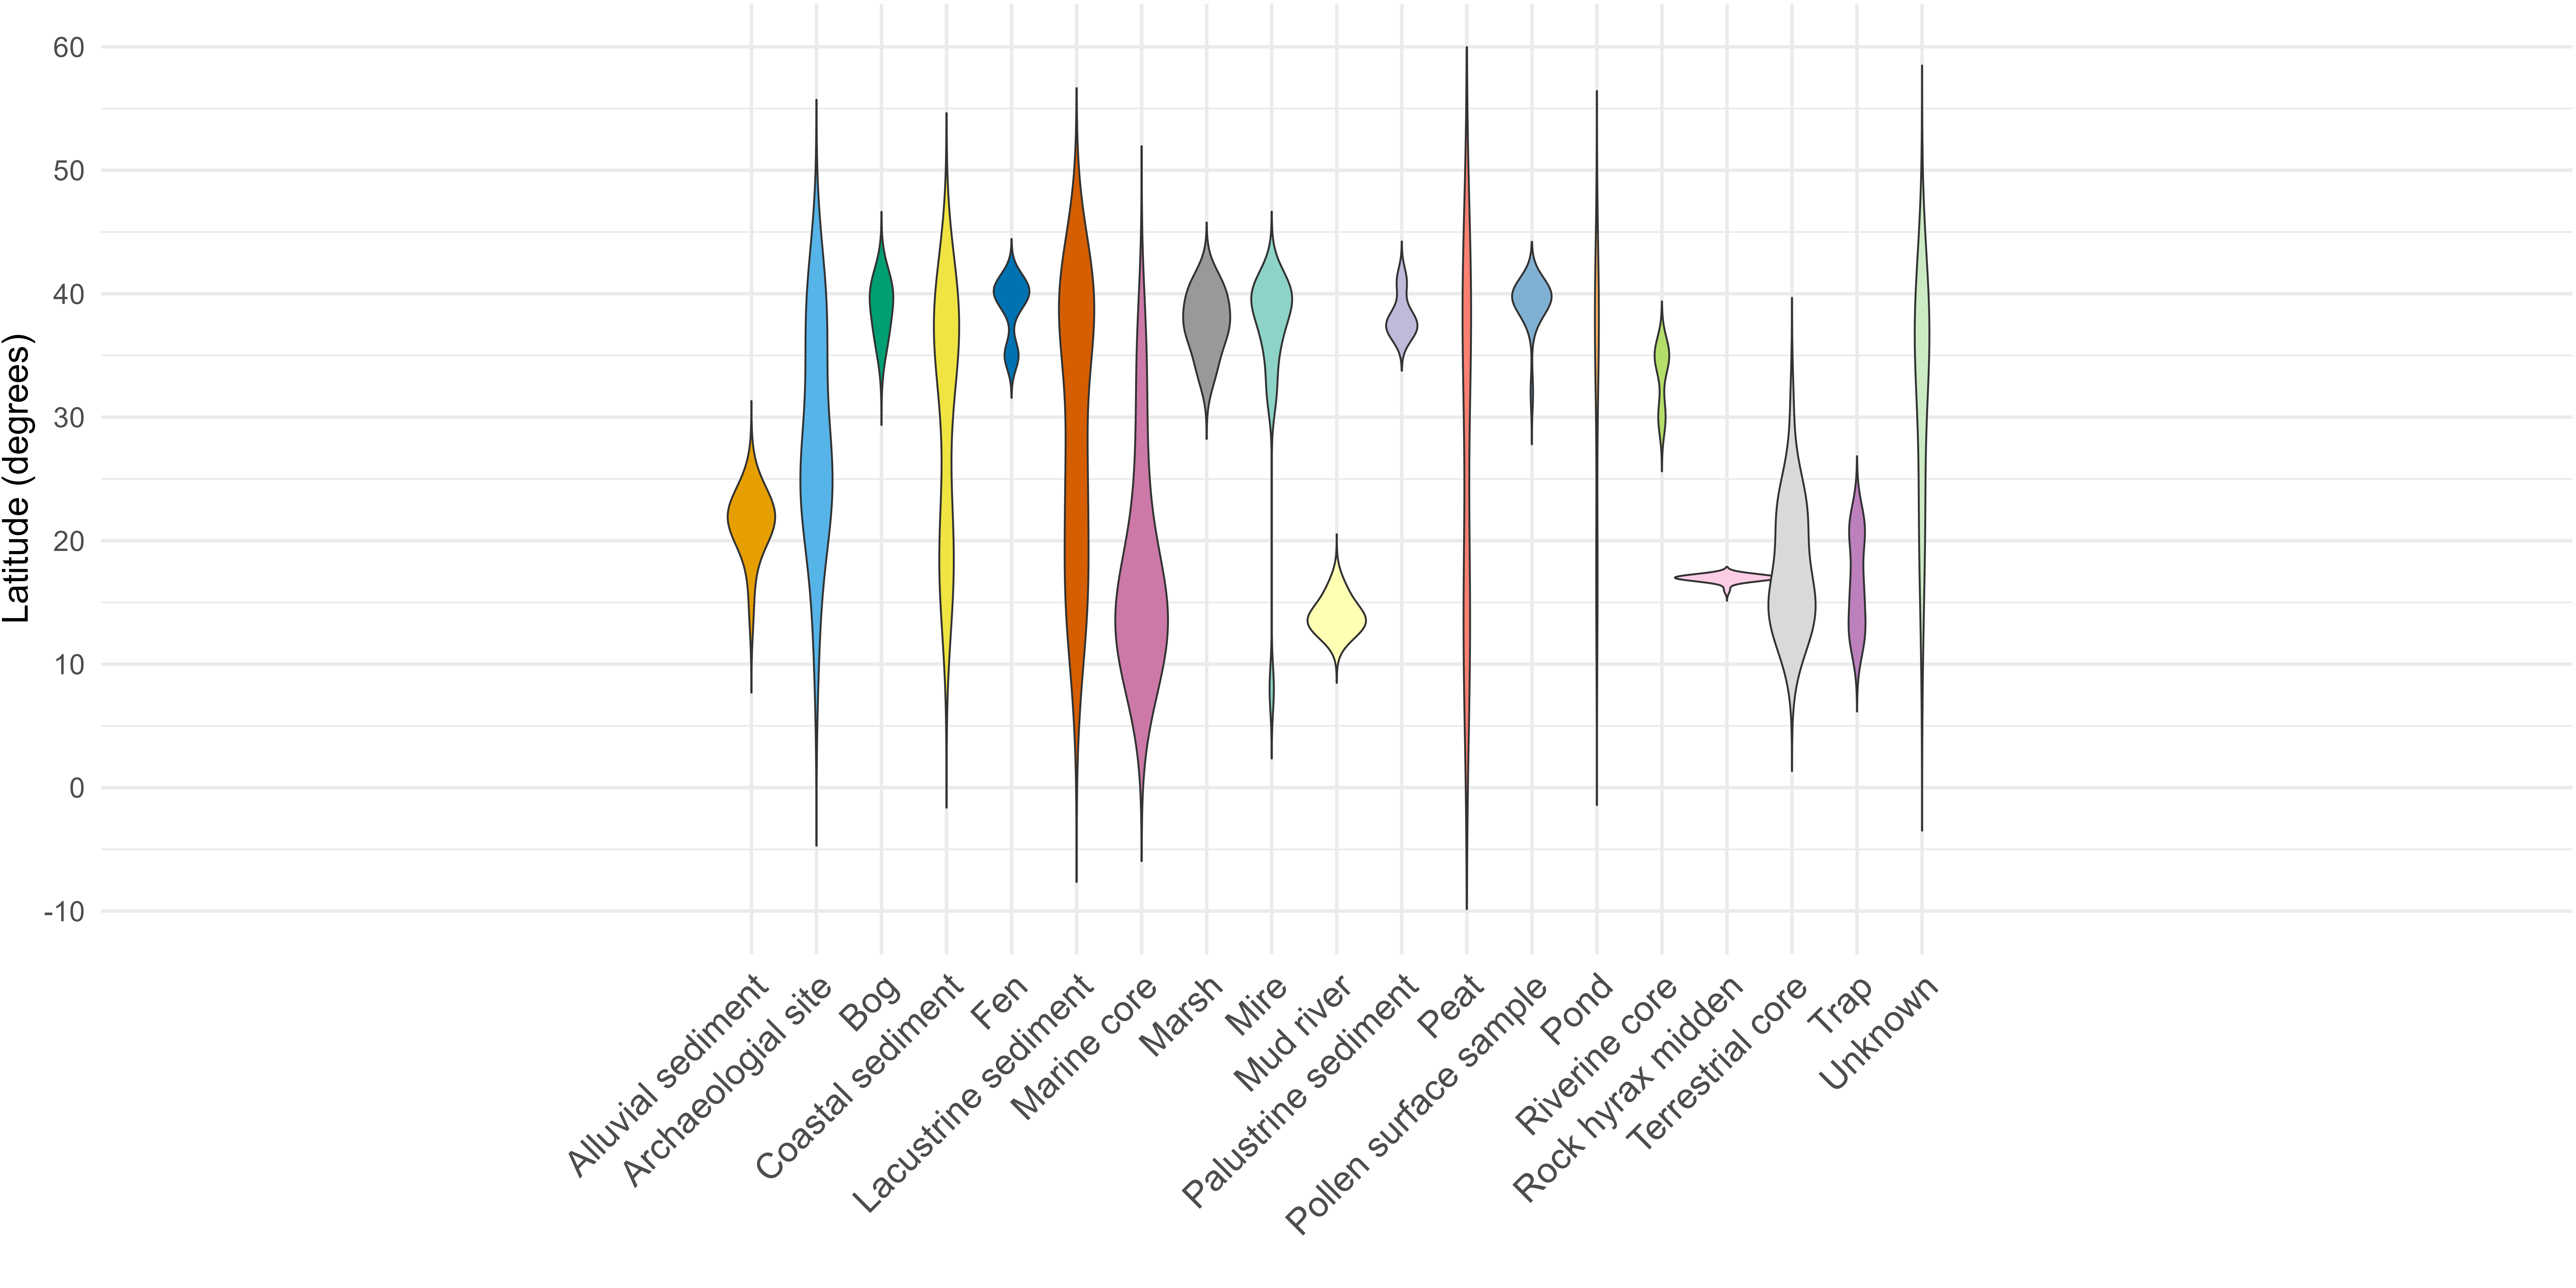 Latitude (degrees)
60
50
40
30
20
10
0
-10
Alluvial sediment
Archaeologial site
Bog
Coastal sediment
Fen
Lacustrine sediment
Marine core
Marsh
Mire
Mud river
Palustrine sediment
Peat
Pollen surface sample
Pond
Riverine core
Rock hyrax midden
Terrestrial core
Trap
Unknown